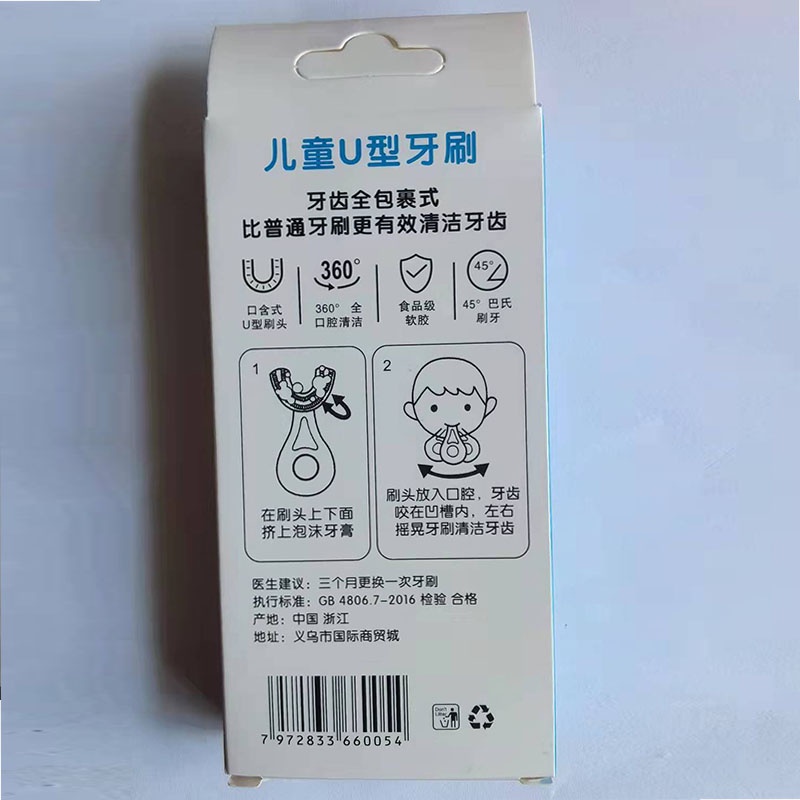 儿童U型牙刷
牙齿全包裹式
比普通牙刷更有效清洁牙齿
360°
45°
口含式
U型刷头
360° 全
口腔清洁
食品级
软胶
45° 巴氏
刷牙
1
在刷头上下面
挤上泡沫牙膏
2
刷头放入口腔，牙齿
咬在凹槽内，左右
摇晃牙刷清洁牙齿
医生建议：三个月更换一次牙刷
执行标准：GB 4806.7-2016 检验 合格
产地：中国 浙江
地址：义乌市国际商贸城
7 972833 660054
Don't
Litter